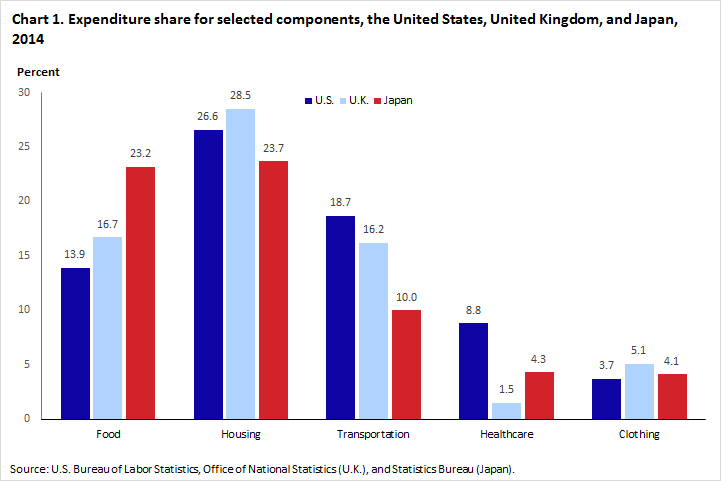 Chart 1. Expenditure share for selected components, the United States, United Kingdom, and Japan,
2014
Percent
U.S. U.K. Japan
30
25
20
15
10
5
0
13.9 16.7 23.2
26.6 28.5 23.7
18.7 16.2 10.0
8.8 1.5 4.3
3.7 5.1 4.1
Food Housing Transportation Healthcare Clothing
Source: U.S. Bureau of Labor Statistics, Office of National Statistics (U.K.), and Statistics Bureau (Japan).